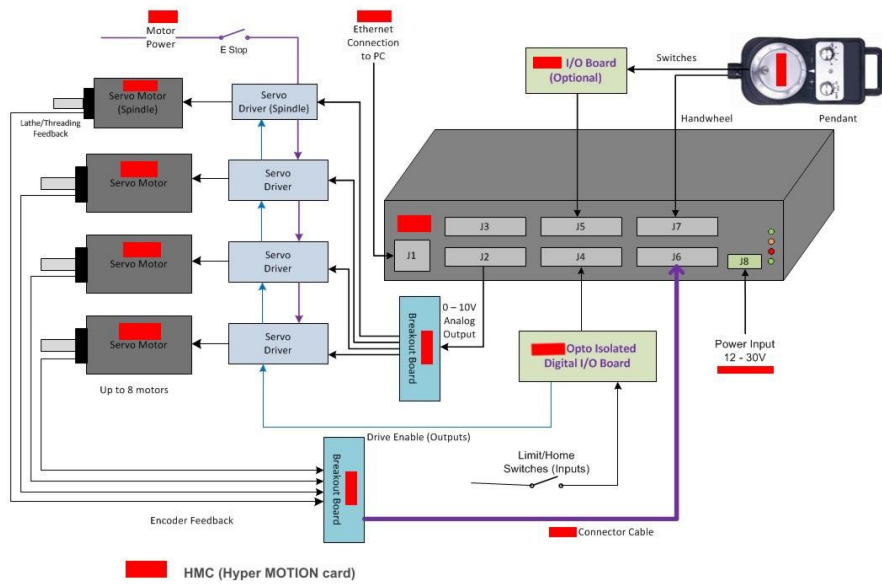 Motor
Power
E Stop
Ethernet
Connection
to PC
I/O Board
(Optional)
Switches
Handwheel
Pendant
Servo Motor
(Spindle)
Lathe/Threading
Feedback
Servo
Driver (Spindle)
Servo Motor
Servo
Driver
Servo Motor
Servo
Driver
Servo Motor
Servo
Driver
Up to 8 motors
J3
J5
J7
J1
J2
J4
J6
J8
0 – 10V
Analog
Output
Breakout Board
Opto Isolated
Digital I/O Board
Power Input
12 - 30V
Drive Enable (Outputs)
Limit/Home
Switches (Inputs)
Breakout Board
Encoder Feedback
Connector Cable
HMC (Hyper MOTION card)